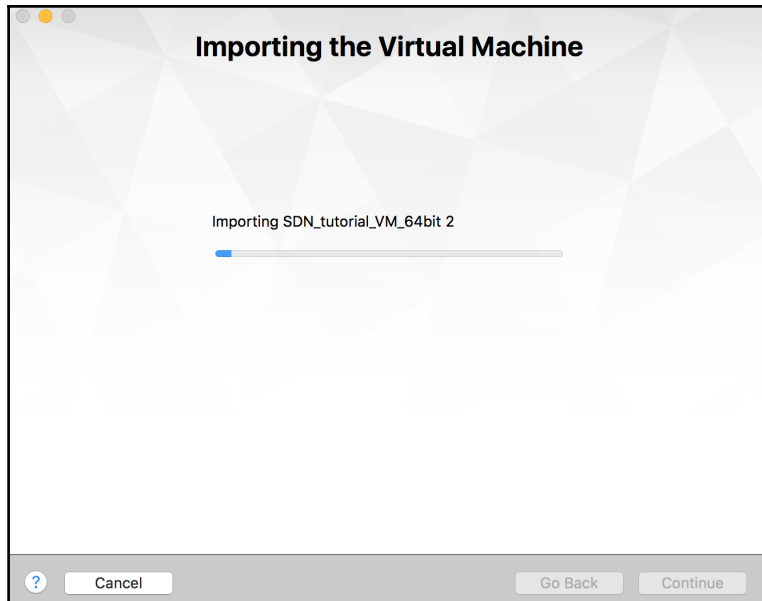 Importing the Virtual Machine
Importing SDN_tutorial_VM_64bit 2
?
Cancel
Go Back
Continue